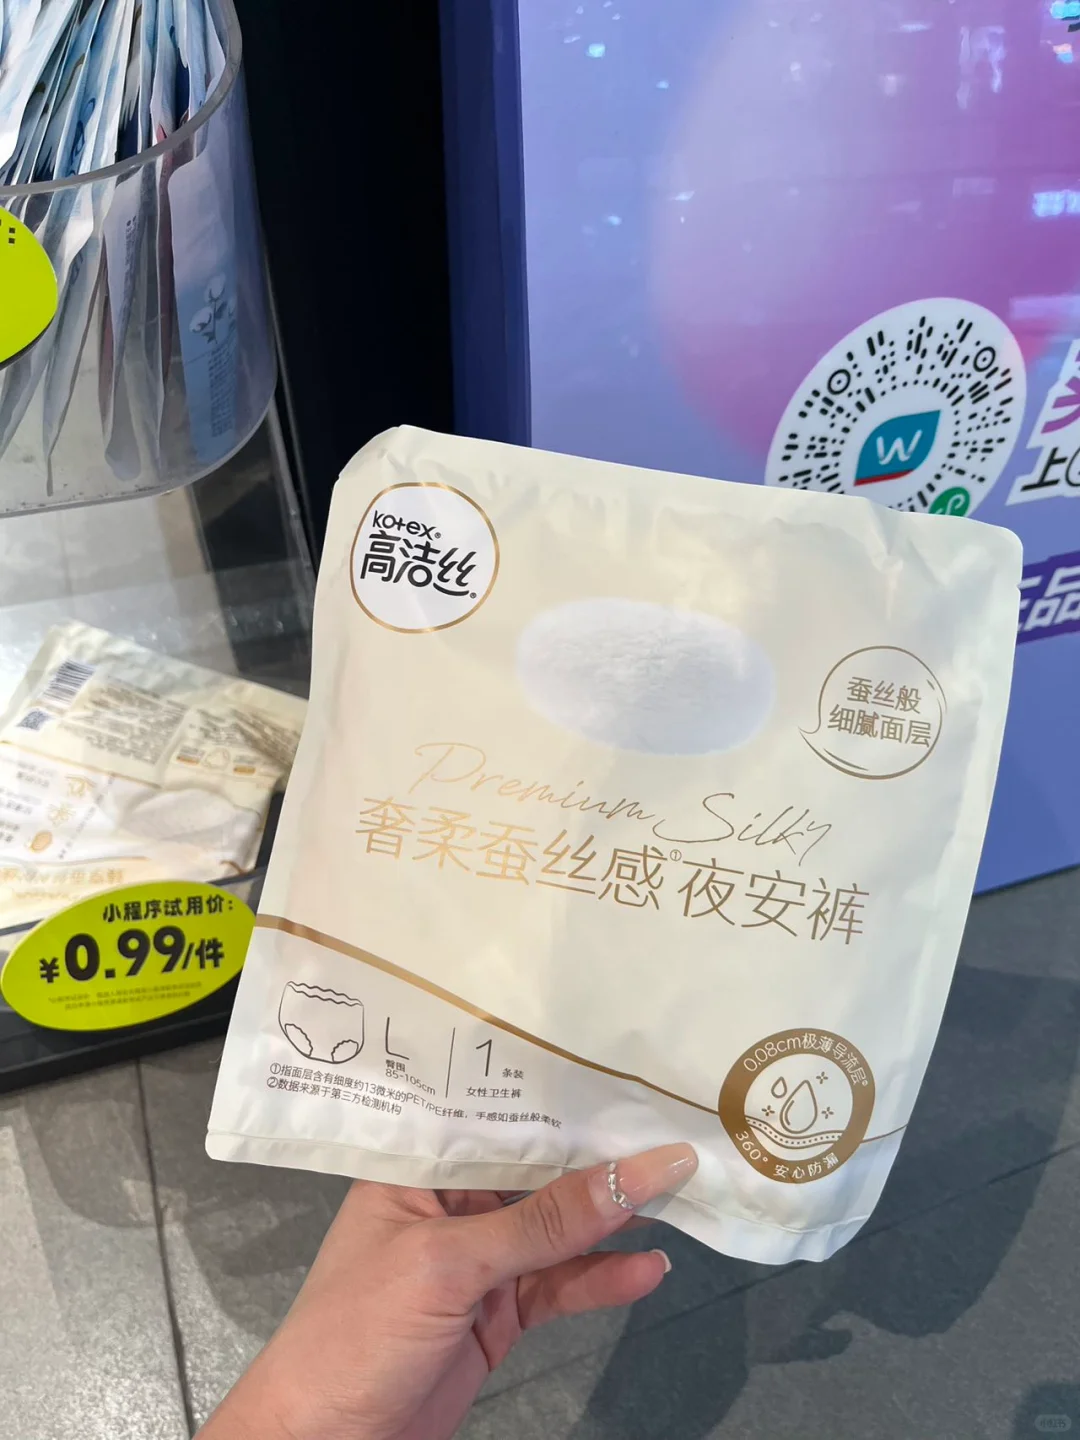 kotex®
高洁丝®
蚕丝般
细腻面层
Premium Silky
奢柔蚕丝感①夜安裤
L
臀围
85-105cm
1
条装
女性卫生裤
①指面层含有细度约13微米的PET/PE纤维，手感如蚕丝般柔软
②数据来源于第三方检测机构
0.08cm极薄导流层②
360°安心防漏
小程序试用价：
¥0.99/件
W
上
正品